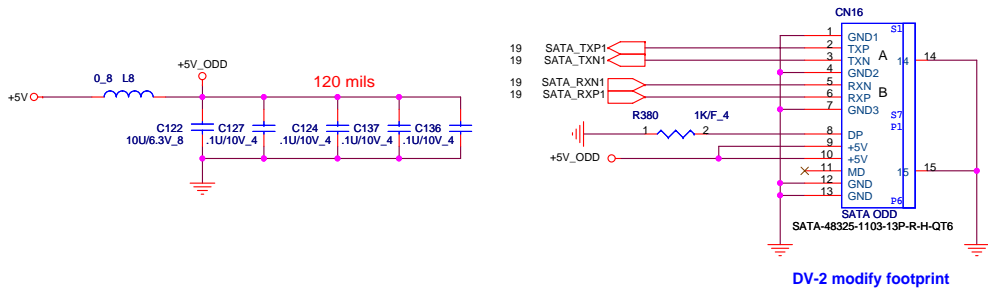 CN16
S1
1 GND1
19 SATA_TXP1 2 TXP
19 SATA_TXN1 3 TXN A 14 14
4 GND2
19 SATA_RXN1 5 RXN B
19 SATA_RXP1 6 RXP
7 GND3
S7
R380 1K/F_4 P1
1 2 8 DP
9 +5V
+5V_ODD 10 +5V
11 MD 15 15
12 GND
13 GND
P6
SATA ODD
SATA-48325-1103-13P-R-H-QT6
DV-2 modify footprint
+5V_ODD
0_8 L8 120 mils
+5V
C122 C127 C124 C137 C136
10U/6.3V_8 .1U/10V_4 .1U/10V_4 .1U/10V_4 .1U/10V_4